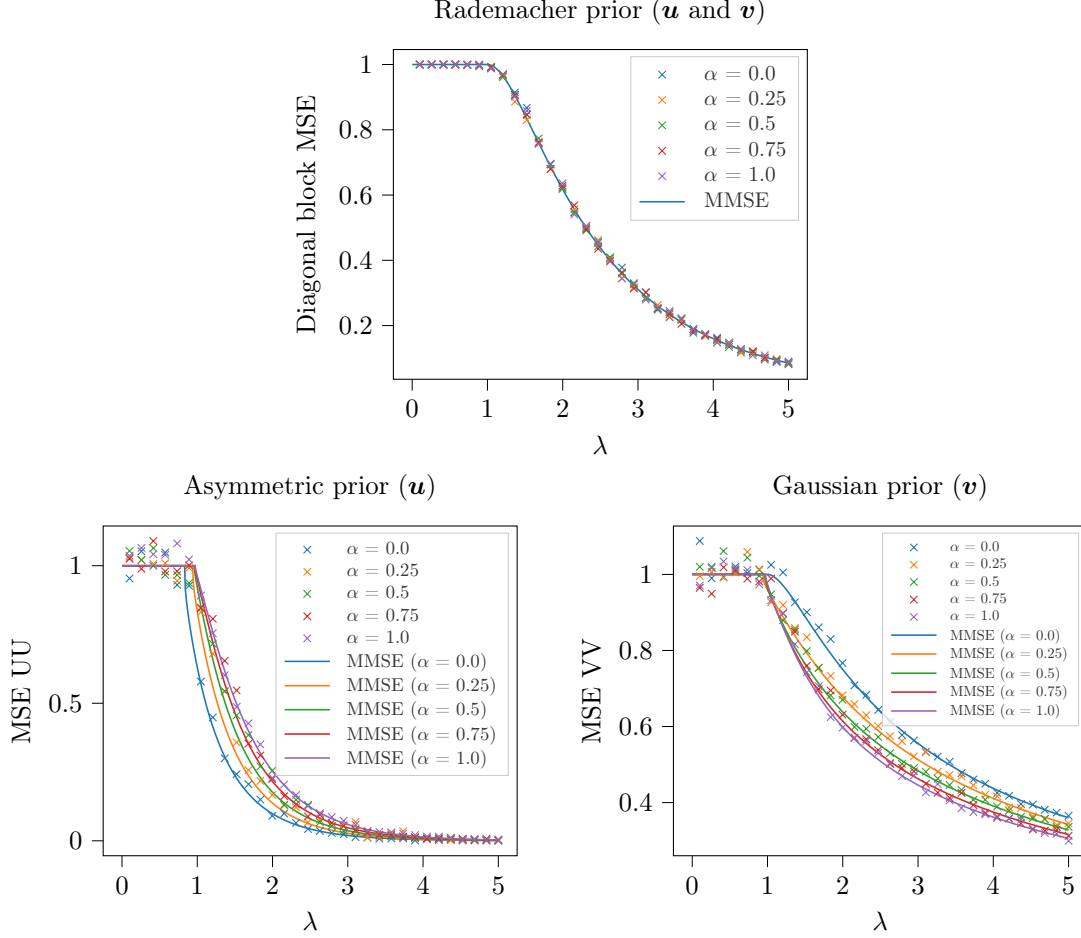 Rademacher prior (u and v)
1
0.8
0.6
0.4
0.2
0
1
2
3
4
5
Diagonal block MSE
λ
α = 0.0
α = 0.25
α = 0.5
α = 0.75
α = 1.0
MMSE
Asymmetric prior (u)
1
0.5
0
0
1
2
3
4
5
MSE UU
λ
α = 0.0
α = 0.25
α = 0.5
α = 0.75
α = 1.0
MMSE (α = 0.0)
MMSE (α = 0.25)
MMSE (α = 0.5)
MMSE (α = 0.75)
MMSE (α = 1.0)
Gaussian prior (v)
1
0.8
0.6
0.4
0
1
2
3
4
5
MSE VV
λ
α = 0.0
α = 0.25
α = 0.5
α = 0.75
α = 1.0
MMSE (α = 0.0)
MMSE (α = 0.25)
MMSE (α = 0.5)
MMSE (α = 0.75)
MMSE (α = 1.0)